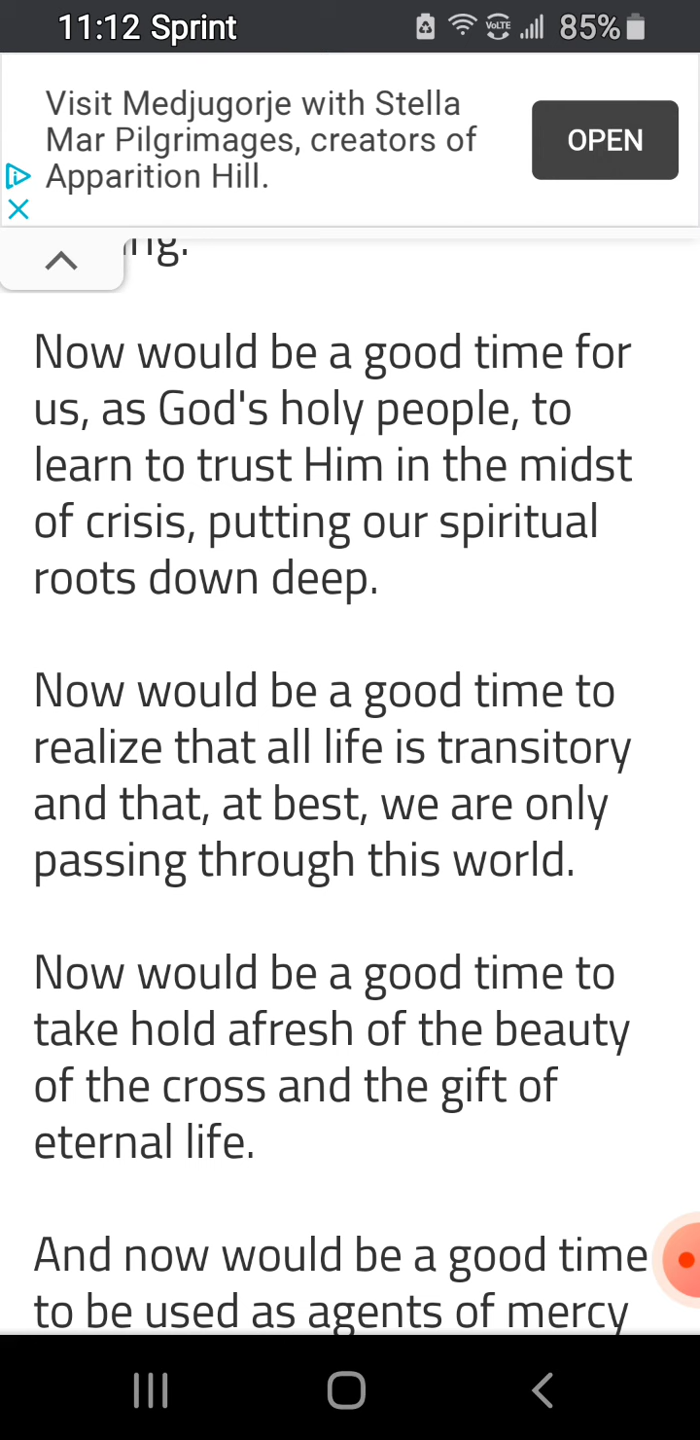 11:12 Sprint
VoLTE
85%
Visit Medjugorje with Stella
Mar Pilgrimages, creators of
Apparition Hill.
OPEN
Now would be a good time for
us, as God's holy people, to
learn to trust Him in the midst
of crisis, putting our spiritual
roots down deep.
Now would be a good time to
realize that all life is transitory
and that, at best, we are only
passing through this world.
Now would be a good time to
take hold afresh of the beauty
of the cross and the gift of
eternal life.
And now would be a good time
to be used as agents of mercy